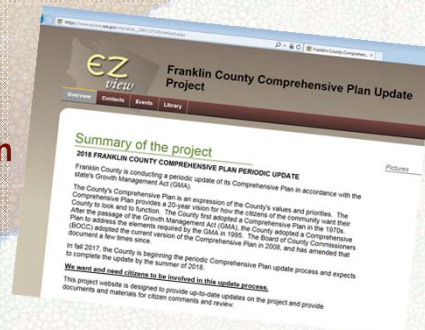 Franklin County Comprehen...
EZ
view
Franklin County Comprehensive Plan Update
Project
Overview Contacts Events Library
Summary of the project
Pictures
2018 FRANKLIN COUNTY COMPREHENSIVE PLAN PERIODIC UPDATE
Franklin County is conducting a periodic update of its Comprehensive Plan in accordance with the
state's Growth Management Act (GMA).
The County's Comprehensive Plan is an expression of the County's values and priorities. The
Comprehensive Plan provides a 20-year vision for how the citizens of the community want their
County to look and to function. The County first adopted a Comprehensive Plan in the 1970s.
After the passage of the Growth Management Act (GMA), the County adopted a Comprehensive
Plan to address the elements required by the GMA in 1995. The Board of County Commissioners
(BOCC) adopted the current version of the Comprehensive Plan in 2008, and has amended that
document a few times since.
In fall 2017, the County is beginning the periodic Comprehensive Plan update process and expects
to complete the update by the summer of 2018.
We want and need citizens to be involved in this update process.
This project website is designed to provide up-to-date updates on the project and provide
documents and materials for citizen comments and review.